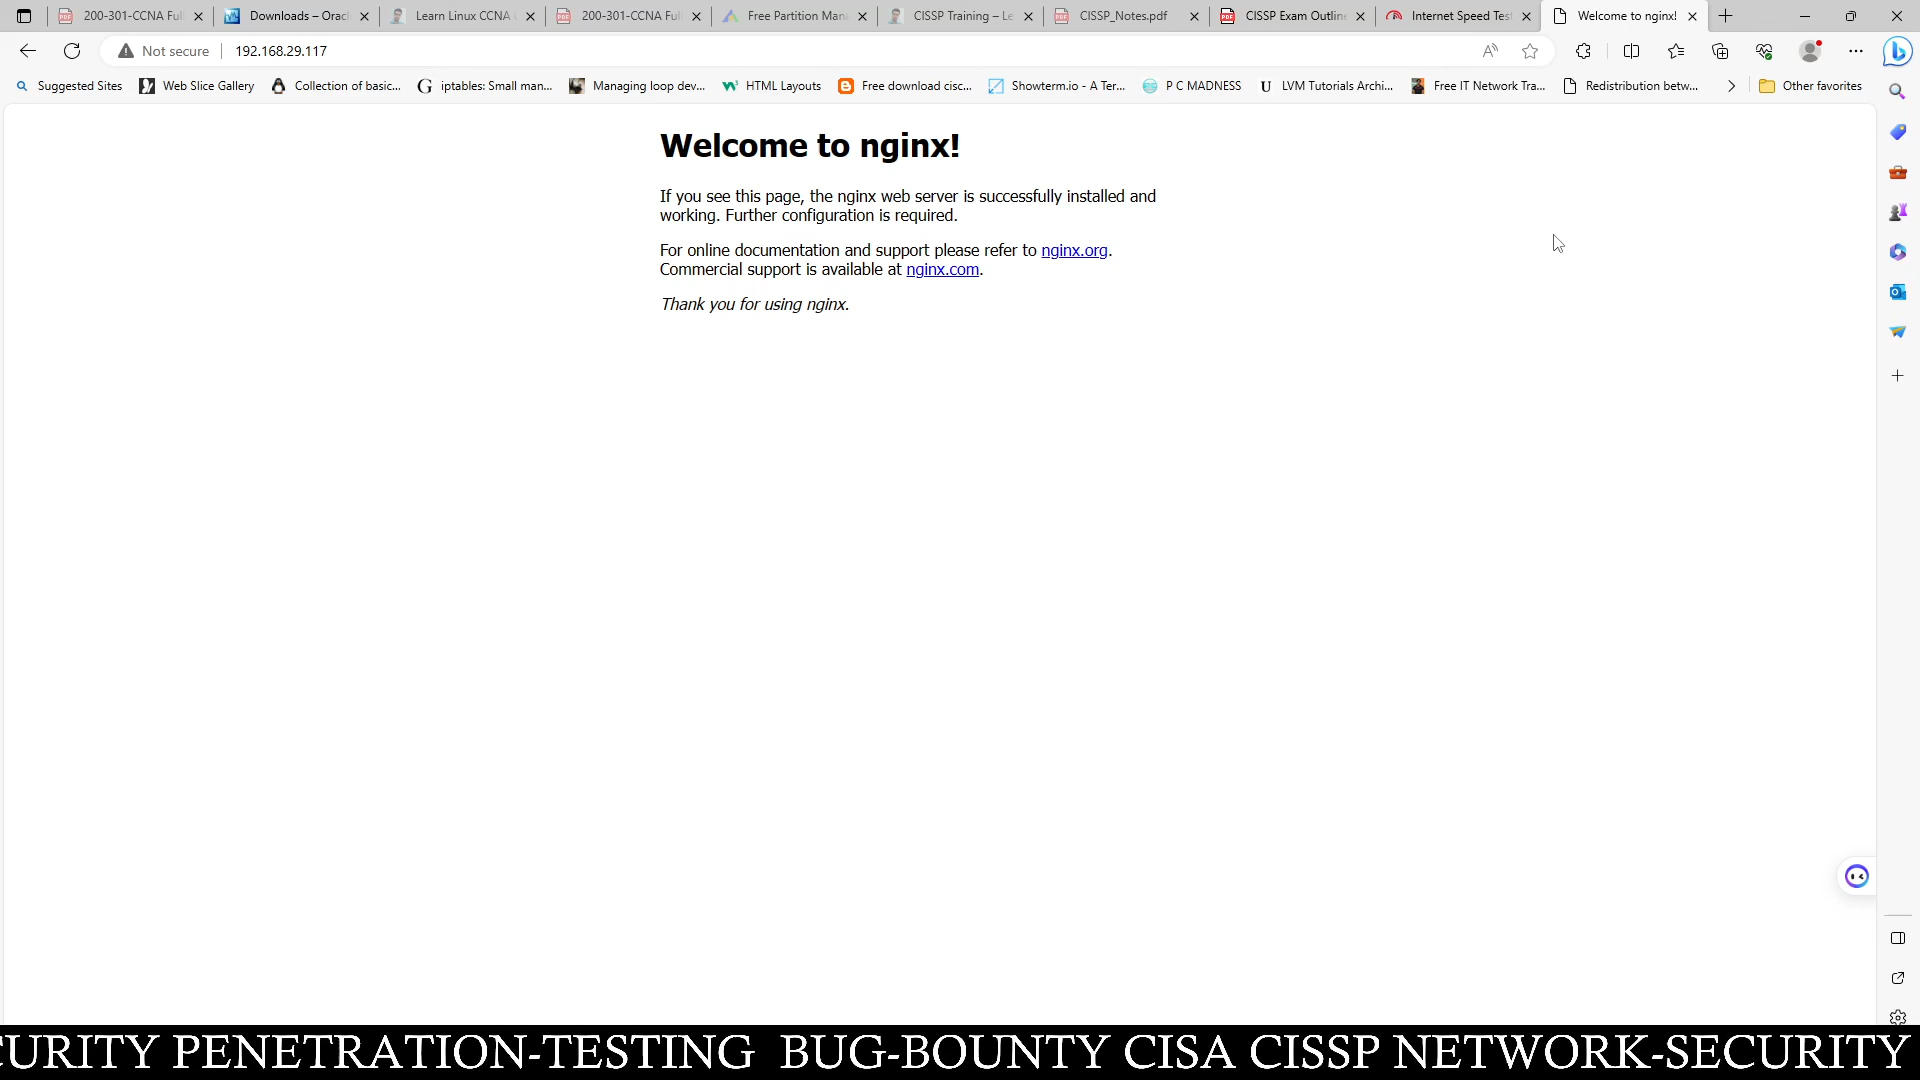 200-301-CCNA Ful
Downloads – Orac
Learn Linux CCNA
200-301-CCNA Ful
Free Partition Man
CISSP Training – Le
CISSP_Notes.pdf
CISSP Exam Outlin
Internet Speed Tes
Welcome to nginx!
Not secure
192.168.29.117
Suggested Sites
Web Slice Gallery
Collection of basic...
iptables: Small man...
Managing loop dev...
HTML Layouts
Free download cisc...
Showterm.io - A Ter...
P C MADNESS
LVM Tutorials Archi...
Free IT Network Tra...
Redistribution betw...
Other favorites
Welcome to nginx!
If you see this page, the nginx web server is successfully installed and
working. Further configuration is required.
For online documentation and support please refer to nginx.org.
Commercial support is available at nginx.com.
Thank you for using nginx.
CURITY PENETRATION-TESTING BUG-BOUNTY CISA CISSP NETWORK-SECURITY